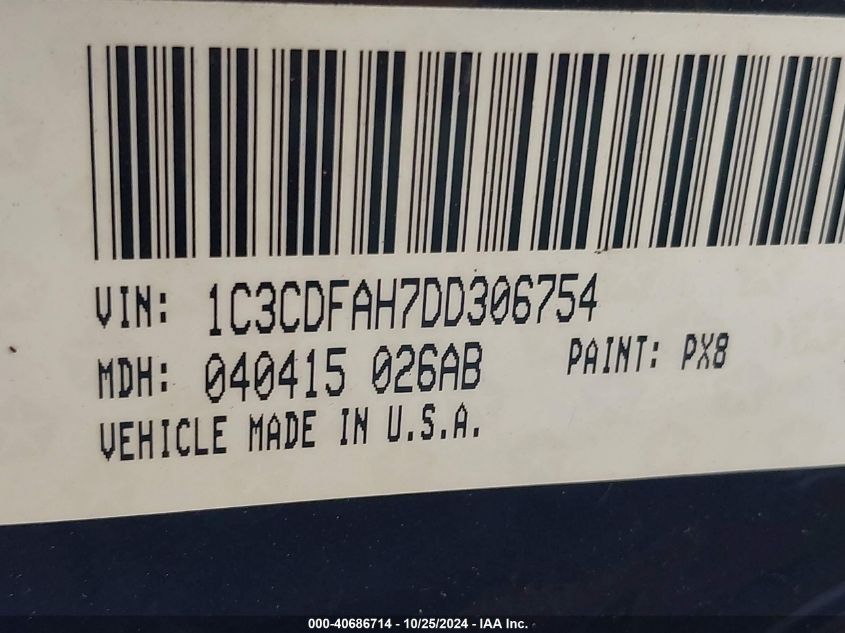 VIN: 1C3CDFAH7DD306754
MDH: 040415 026AB PAINT: PX8
VEHICLE MADE IN U.S.A.
000-40686714 - 10/25/2024 - IAA Inc.